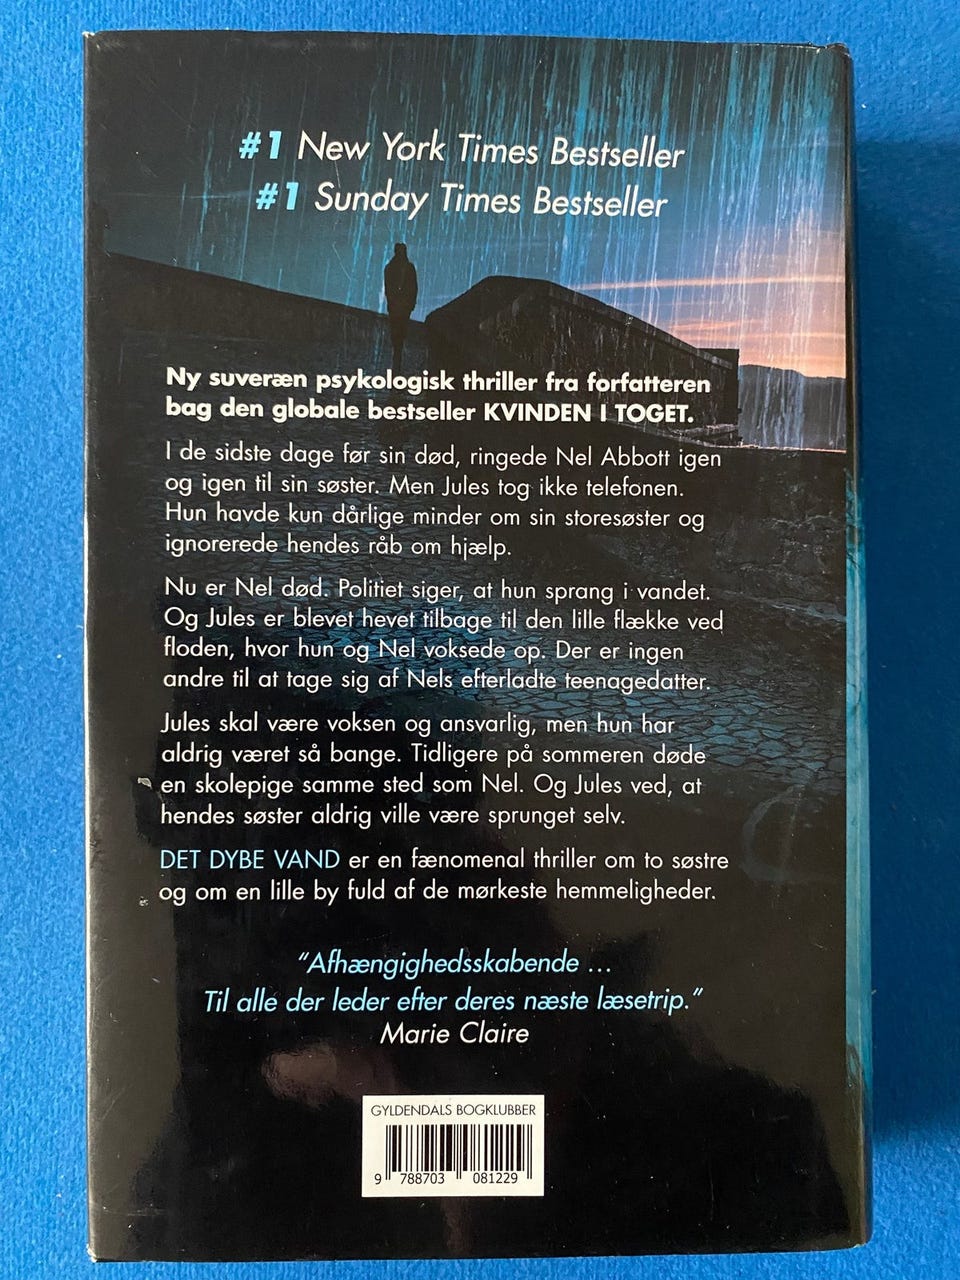 #1 New York Times Bestseller
#1 Sunday Times Bestseller
Ny suveræn psykologisk thriller fra forfatteren
bag den globale bestseller KVINDEN I TOGET.
I de sidste dage før sin død, ringede Nel Abbott igen
og igen til sin søster. Men Jules tog ikke telefonen.
Hun havde kun dårlige minder om sin storesøster og
ignorerede hendes råb om hjælp.
Nu er Nel død. Politiet siger, at hun sprang i vandet.
Og Jules er blevet hevet tilbage til den lille flække ved
floden, hvor hun og Nel voksede op. Der er ingen
andre til at tage sig af Nels efterladte teenagedatter.
Jules skal være voksen og ansvarlig, men hun har
aldrig været så bange. Tidligere på sommeren døde
en skolepige samme sted som Nel. Og Jules ved, at
hendes søster aldrig ville være sprunget selv.
DET DYBE VAND er en fænomenal thriller om to søstre
og om en lille by fuld af de mørkeste hemmeligheder.
“Afhængighedsskabende ...
Til alle der leder efter deres næste læsetrip.”
Marie Claire
GYLDENDALS BOGKLUBBER
9 788703 081229